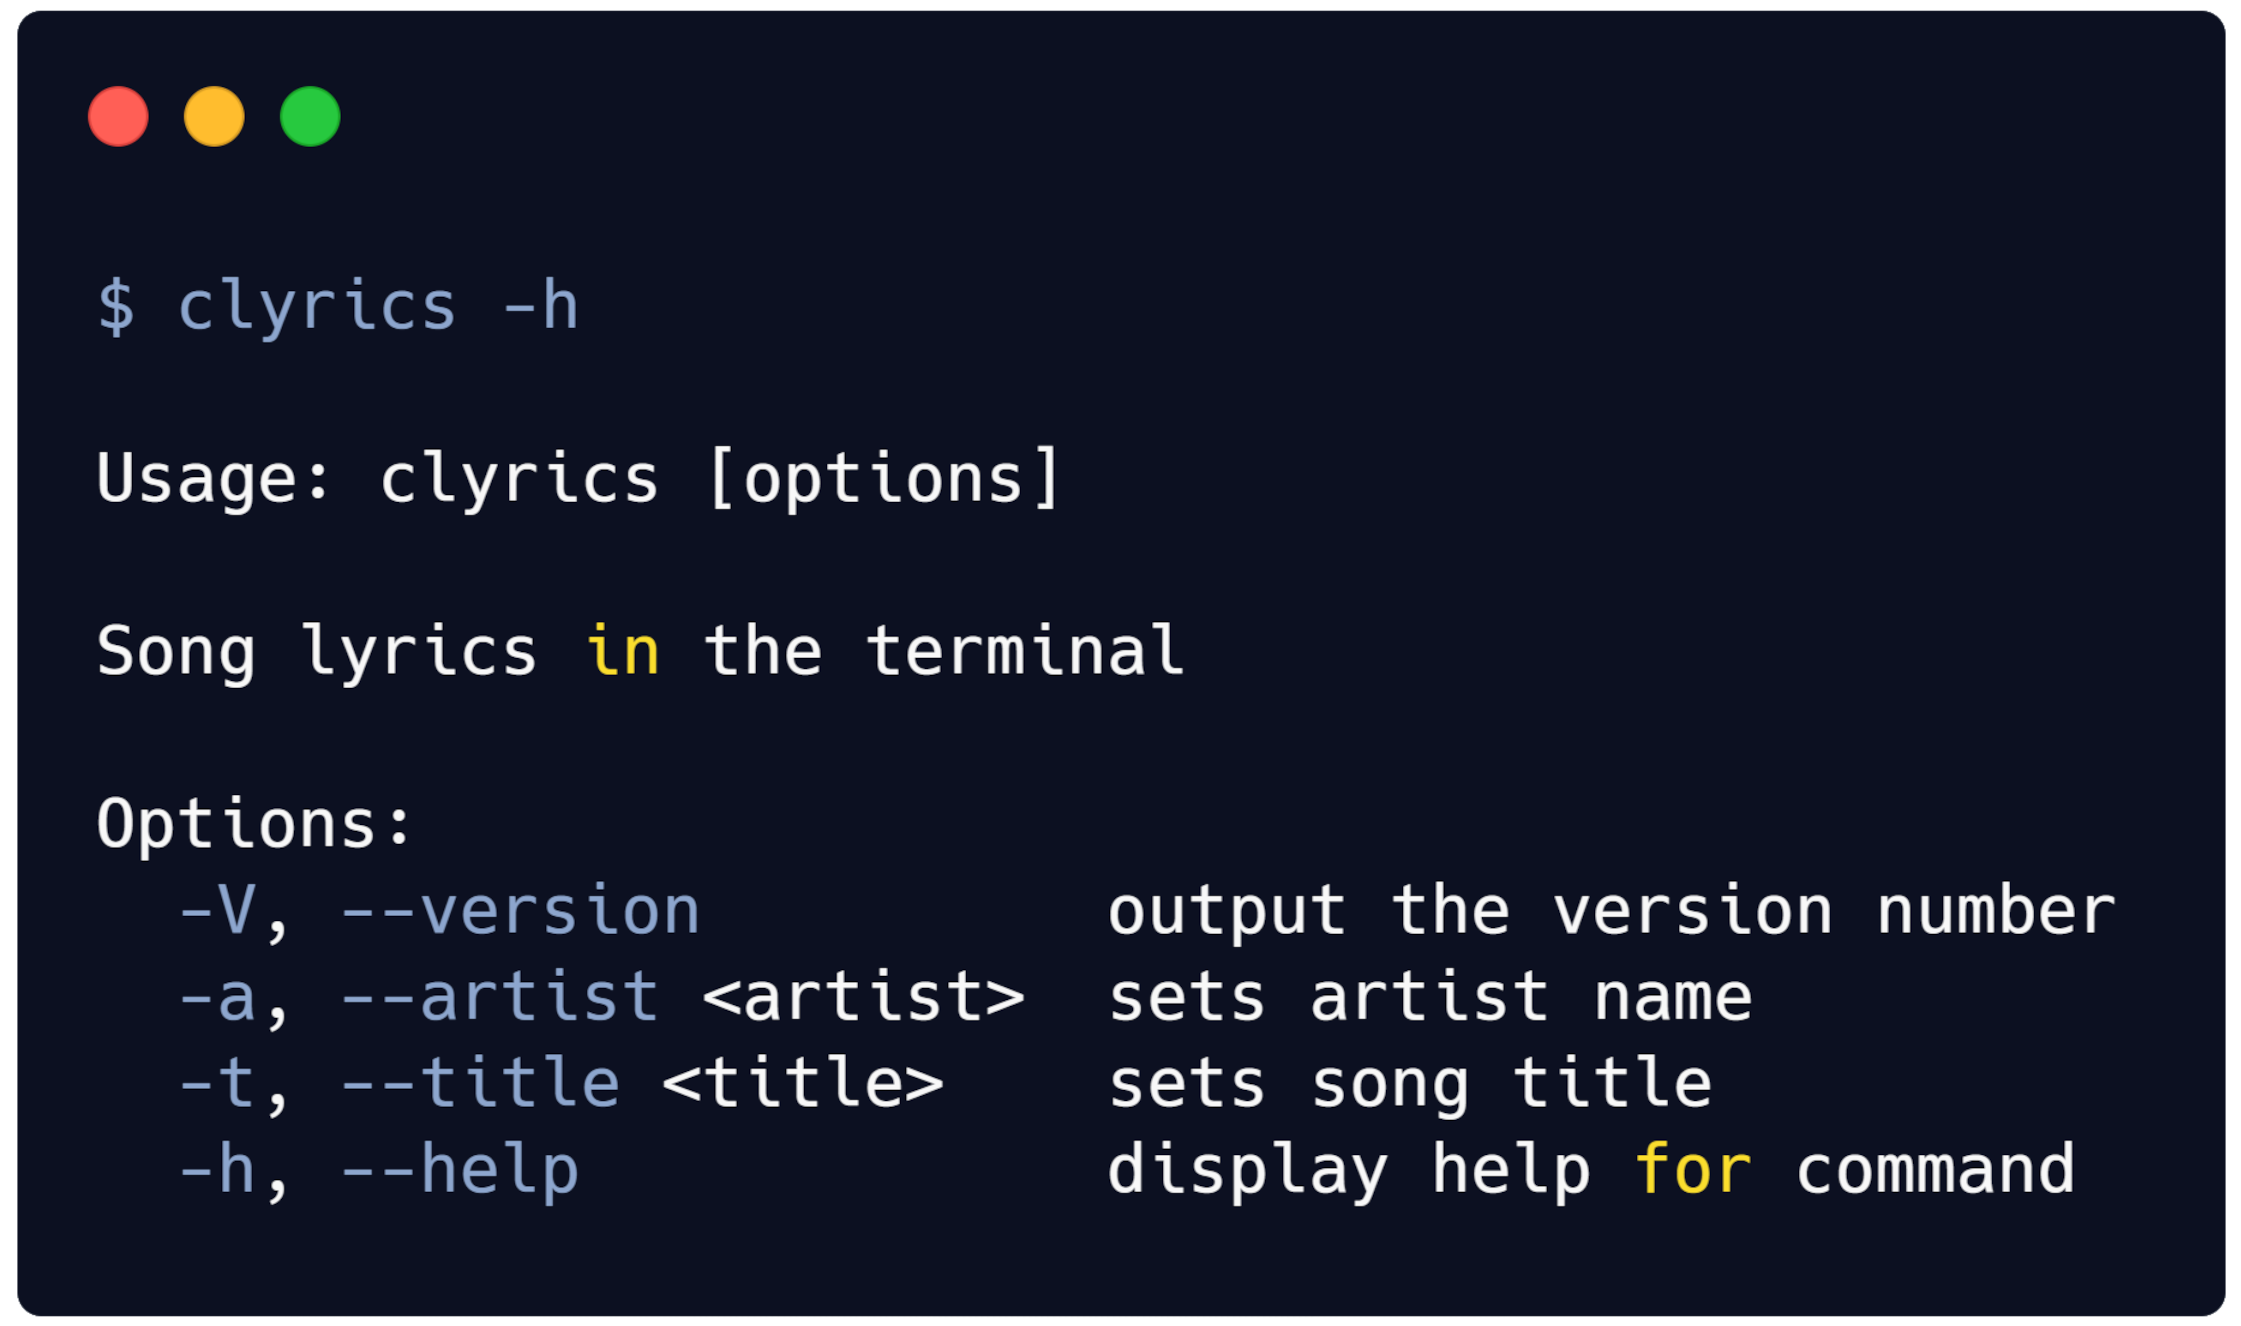 $ clyrics -h
Usage: clyrics [options]
Song lyrics in the terminal
Options:
  -V, --version          output the version number
  -a, --artist <artist>  sets artist name
  -t, --title <title>    sets song title
  -h, --help             display help for command